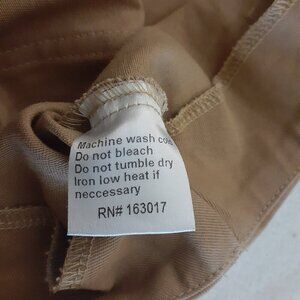 Machine wash cold
Do not bleach
Do not tumble dry
Iron low heat if
neccessary
RN# 163017